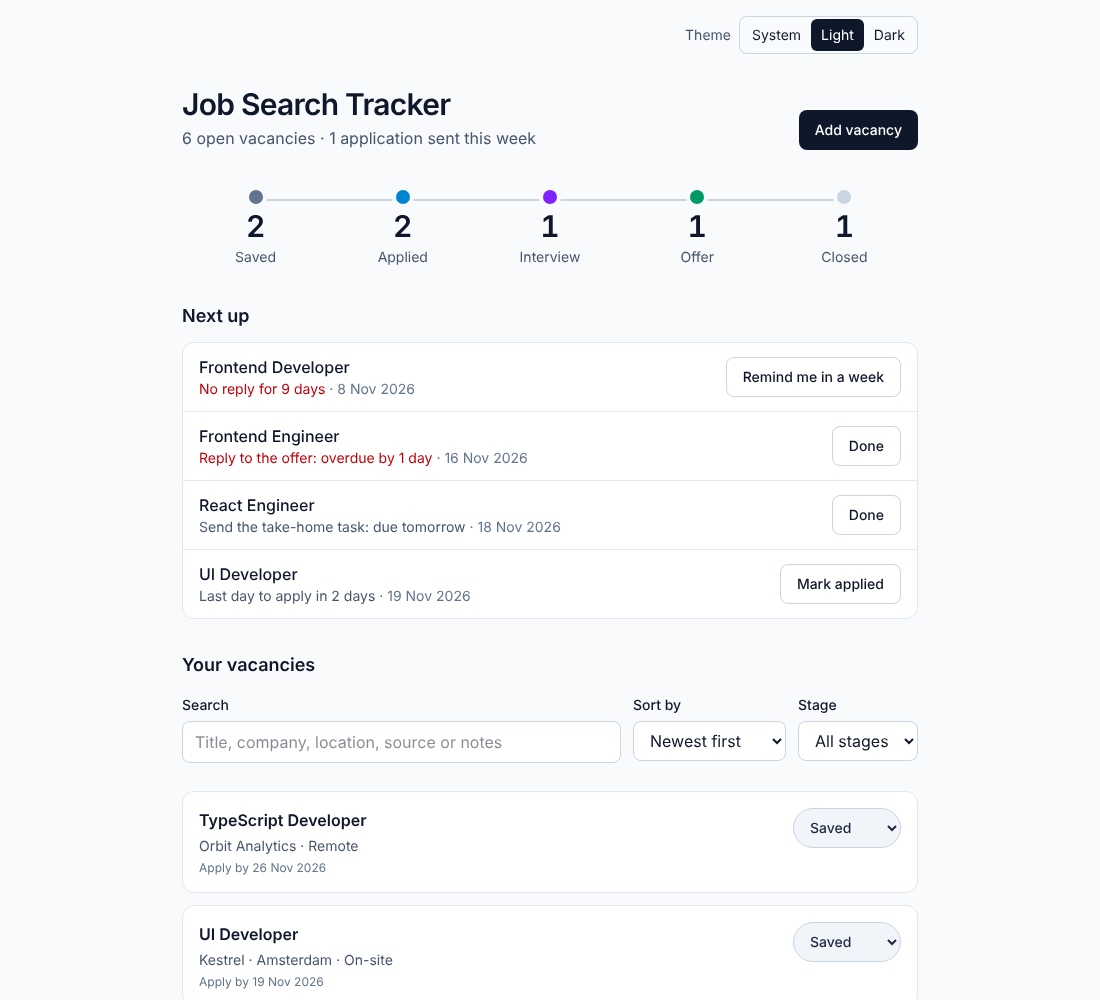 Theme System Light Dark
Job Search Tracker
6 open vacancies · 1 application sent this week
Add vacancy
2 2 1 1 1
Saved Applied Interview Offer Closed
Next up
Frontend Developer
No reply for 9 days · 8 Nov 2026
Remind me in a week
Frontend Engineer
Reply to the offer: overdue by 1 day · 16 Nov 2026
Done
React Engineer
Send the take-home task: due tomorrow · 18 Nov 2026
Done
UI Developer
Last day to apply in 2 days · 19 Nov 2026
Mark applied
Your vacancies
Search Sort by Stage
Title, company, location, source or notes Newest first All stages
TypeScript Developer
Orbit Analytics · Remote
Apply by 26 Nov 2026
Saved
UI Developer
Kestrel · Amsterdam · On-site
Apply by 19 Nov 2026
Saved